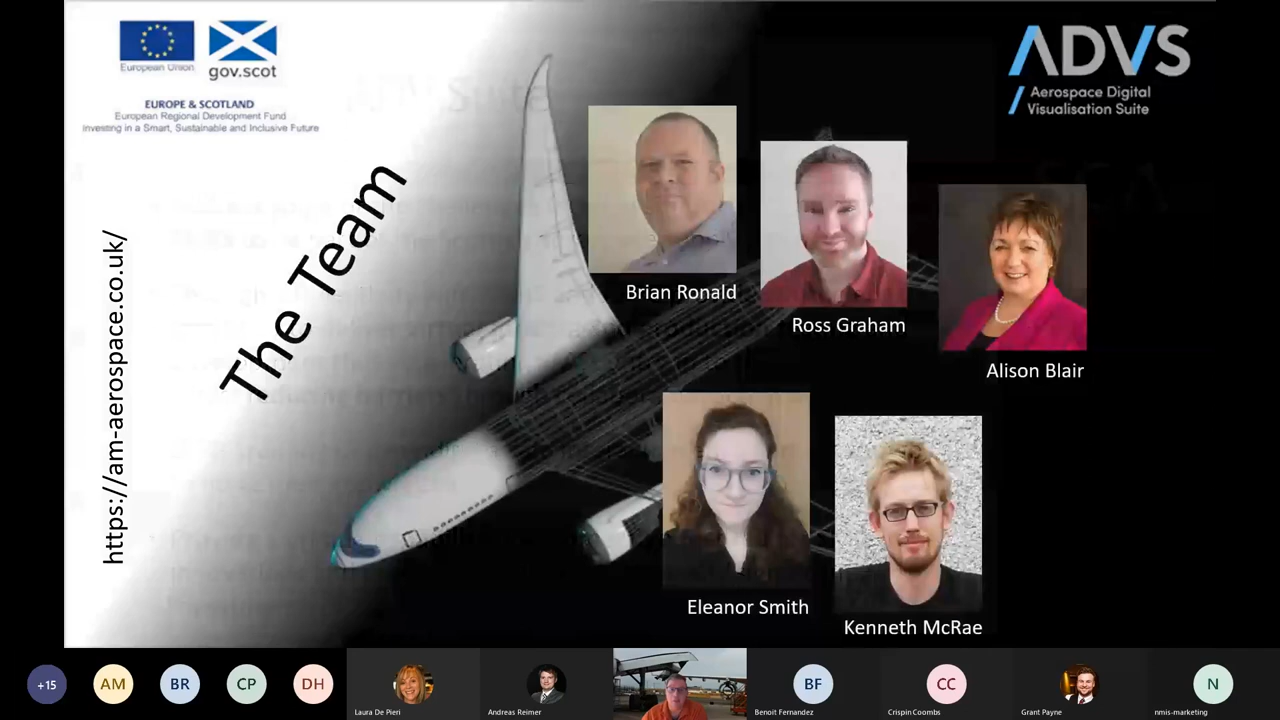 European Union
gov.scot
EUROPE & SCOTLAND
European Regional Development Fund
Investing in a Smart, Sustainable and Inclusive Future
ADVS
Aerospace Digital
Visualisation Suite
https://am-aerospace.co.uk/
The Team
Brian Ronald
Ross Graham
Alison Blair
Eleanor Smith
Kenneth McRae
+15
AM
BR
CP
DH
Laura De Pieri
Andreas Reimer
BF
Benoit Fernandez
CC
Crispin Coombs
Grant Payne
N
nmis-marketing